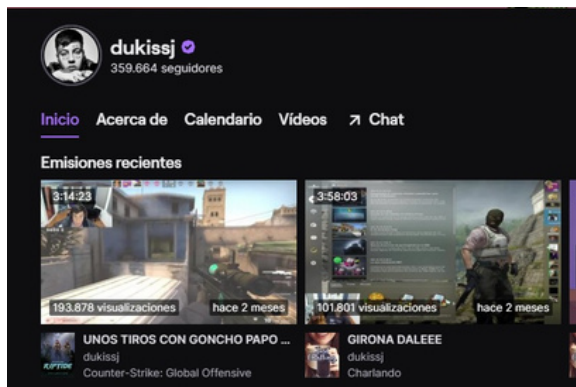 dukissj
359.664 seguidores
Inicio Acerca de Calendario Vídeos Chat
Emisiones recientes
3:14:23
3:58:03
193.878 visualizaciones hace 2 meses
101.801 visualizaciones hace 2 meses
RIPTIDE
UNOS TIROS CON GONCHO PAPO ...
dukissj
Counter-Strike: Global Offensive
GIRONA DALEEE
dukissj
Charlando